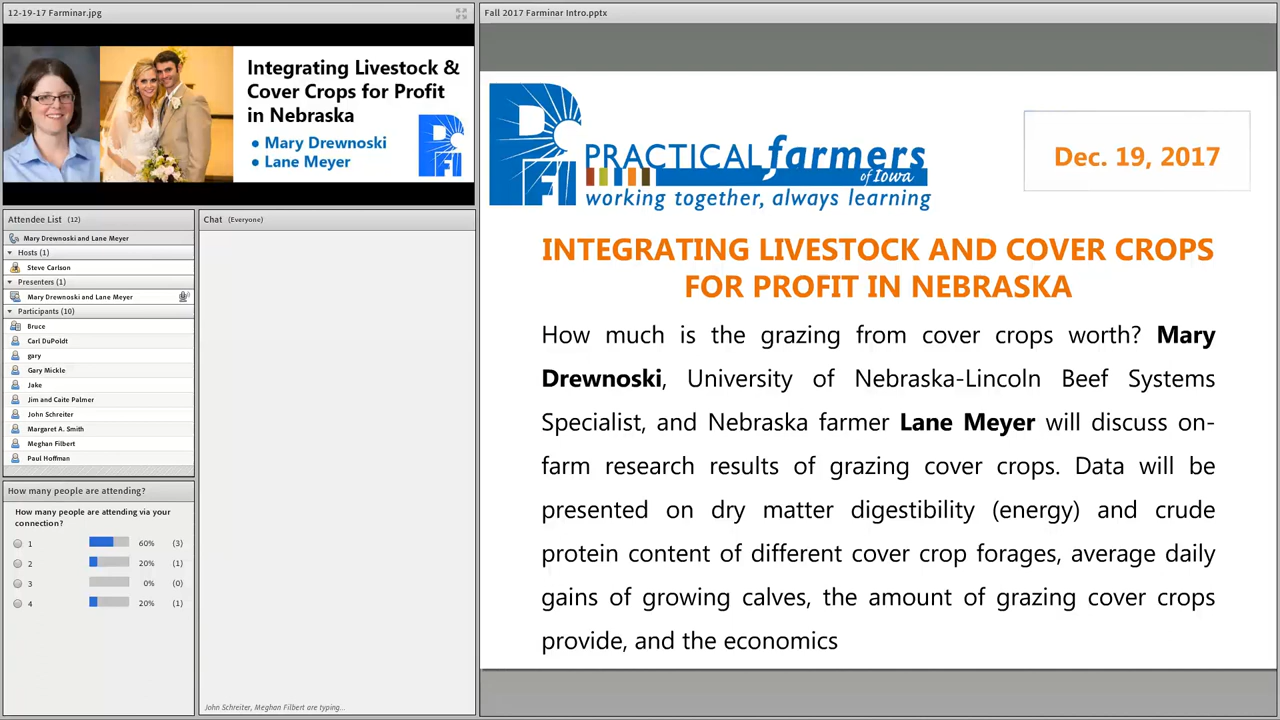 12-19-17 Farminar.jpg
Integrating Livestock &
Cover Crops for Profit
in Nebraska
• Mary Drewnoski
• Lane Meyer
PFI
Attendee List (12)
Mary Drewnoski and Lane Meyer
Hosts (1)
Steve Carlson
Presenters (1)
Mary Drewnoski and Lane Meyer
Participants (10)
Bruce
Carl DuPoldt
gary
Gary Mickle
Jake
Jim and Caite Palmer
John Schreiter
Margaret A. Smith
Meghan Filbert
Paul Hoffman
How many people are attending?
How many people are attending via your
connection?
1 60% (3)
2 20% (1)
3 0% (0)
4 20% (1)
Chat (Everyone)
John Schreiter, Meghan Filbert are typing...
Fall 2017 Farminar Intro.pptx
PFI
PRACTICAL farmers
of Iowa
working together, always learning
Dec. 19, 2017
INTEGRATING LIVESTOCK AND COVER CROPS
FOR PROFIT IN NEBRASKA
How much is the grazing from cover crops worth? Mary
Drewnoski, University of Nebraska-Lincoln Beef Systems
Specialist, and Nebraska farmer Lane Meyer will discuss on-
farm research results of grazing cover crops. Data will be
presented on dry matter digestibility (energy) and crude
protein content of different cover crop forages, average daily
gains of growing calves, the amount of grazing cover crops
provide, and the economics